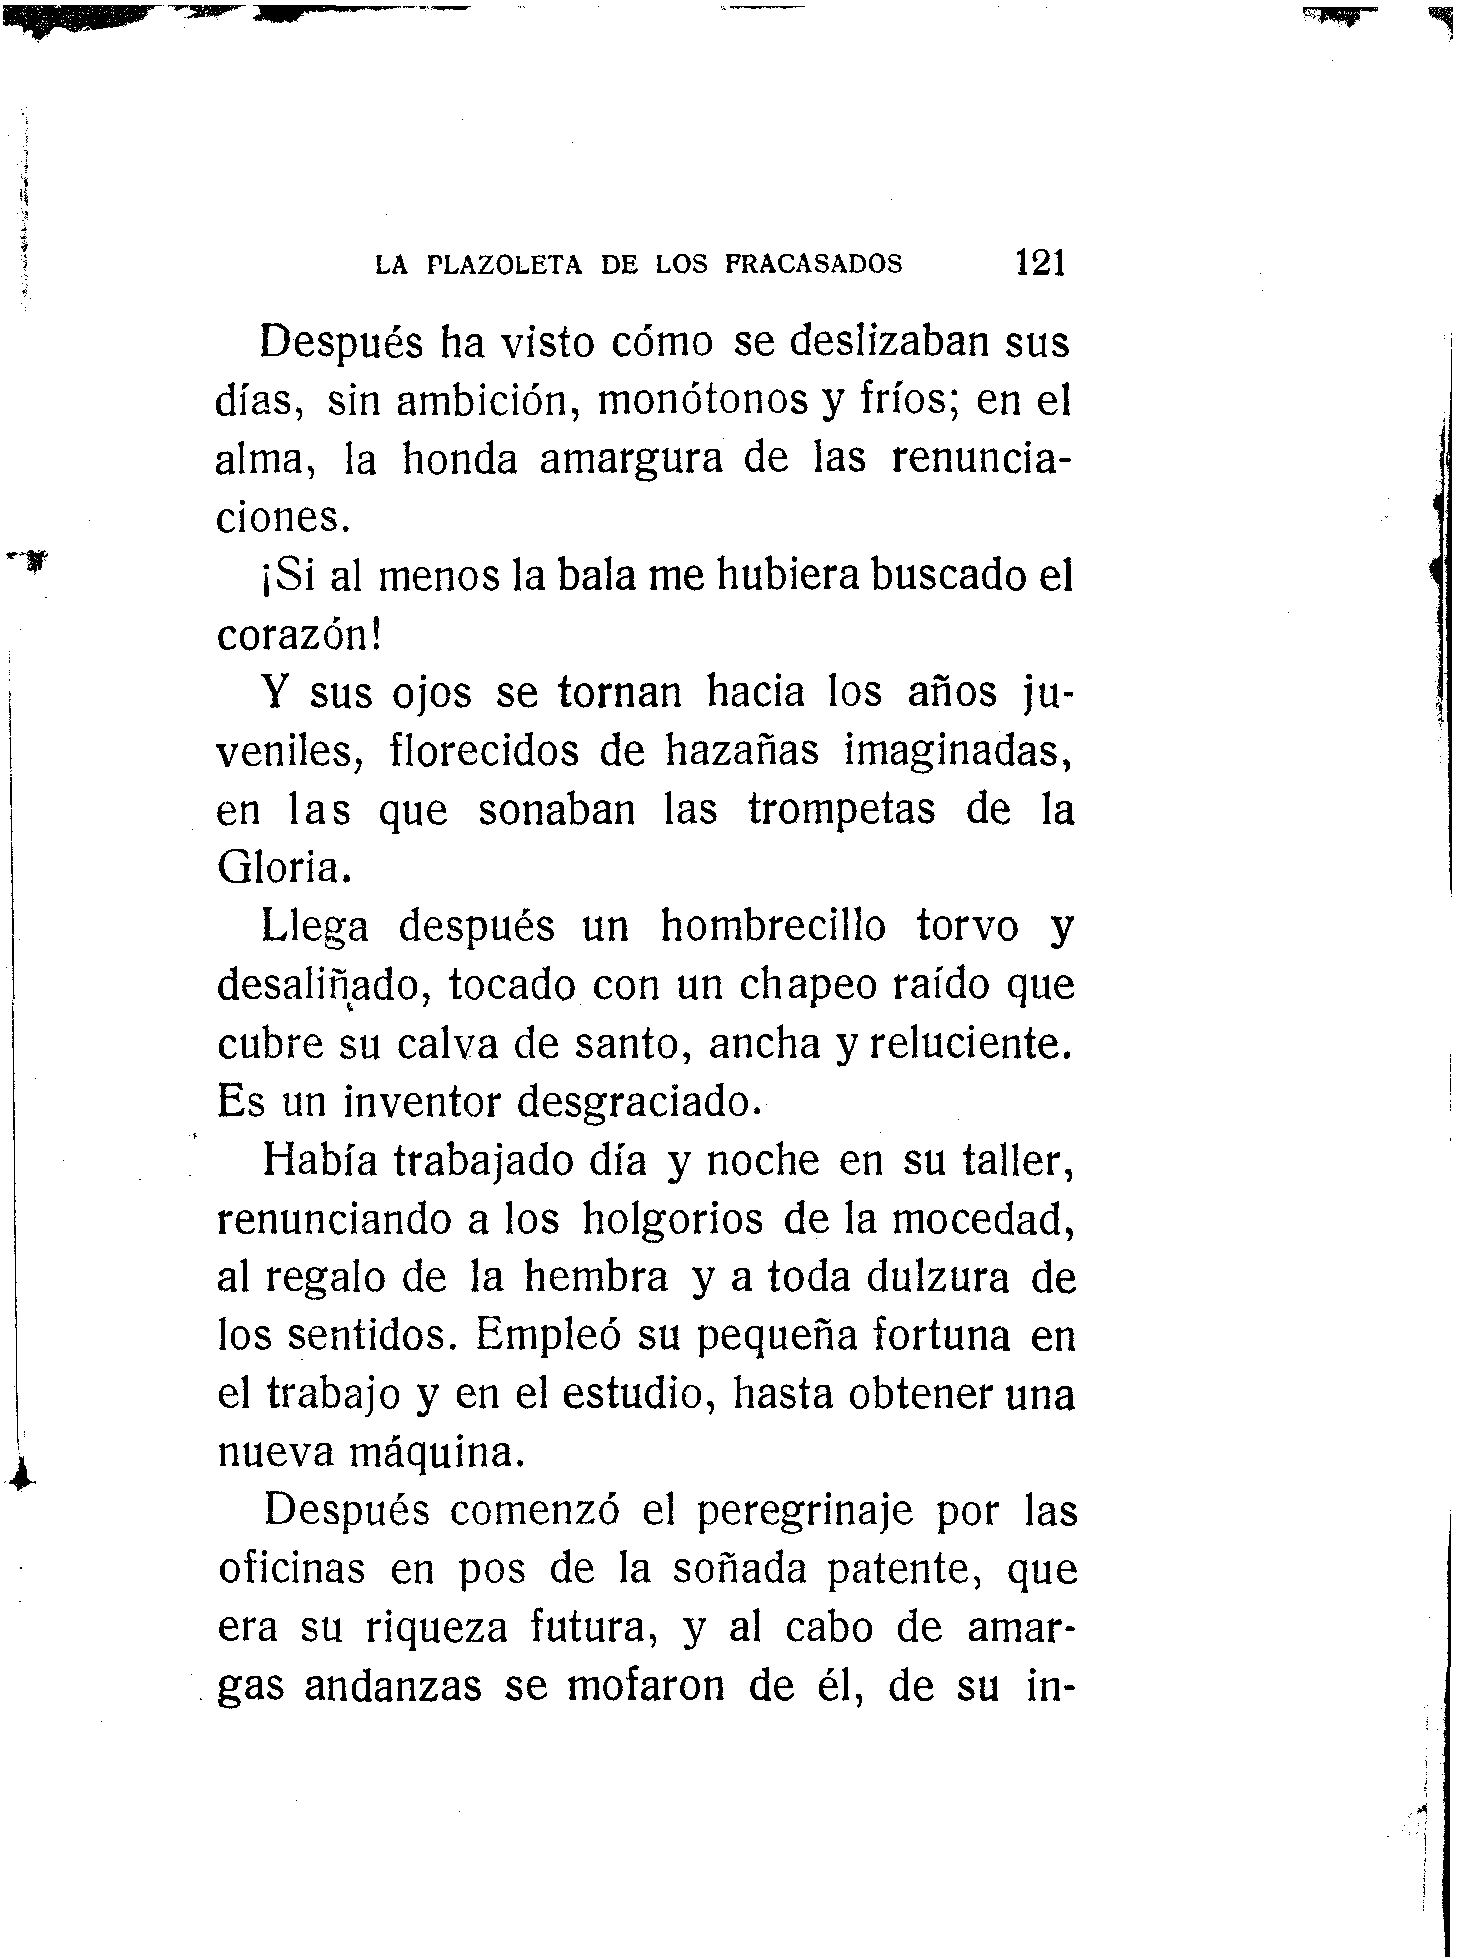 LA PLAZOLETA DE LOS FRACASADOS 121
Después ha visto cómo se deslizaban sus
días, sin ambición, monótonos y fríos; en el
alma, la honda amargura de las renuncia-
ciones.
¡Si al menos la bala me hubiera buscado el
corazón!
Y sus ojos se tornan hacia los años ju-
veniles, florecidos de hazañas imaginadas,
en las que sonaban las trompetas de la
Gloria.
Llega después un hombrecillo torvo y
desaliñado, tocado con un chapeo raído que
cubre su calva de santo, ancha y reluciente.
Es un inventor desgraciado.
Había trabajado día y noche en su taller,
renunciando a los holgorios de la mocedad,
al regalo de la hembra y a toda dulzura de
los sentidos. Empleó su pequeña fortuna en
el trabajo y en el estudio, hasta obtener una
nueva máquina.
Después comenzó el peregrinaje por las
oficinas en pos de la soñada patente, que
era su riqueza futura, y al cabo de amar-
gas andanzas se mofaron de él, de su in-